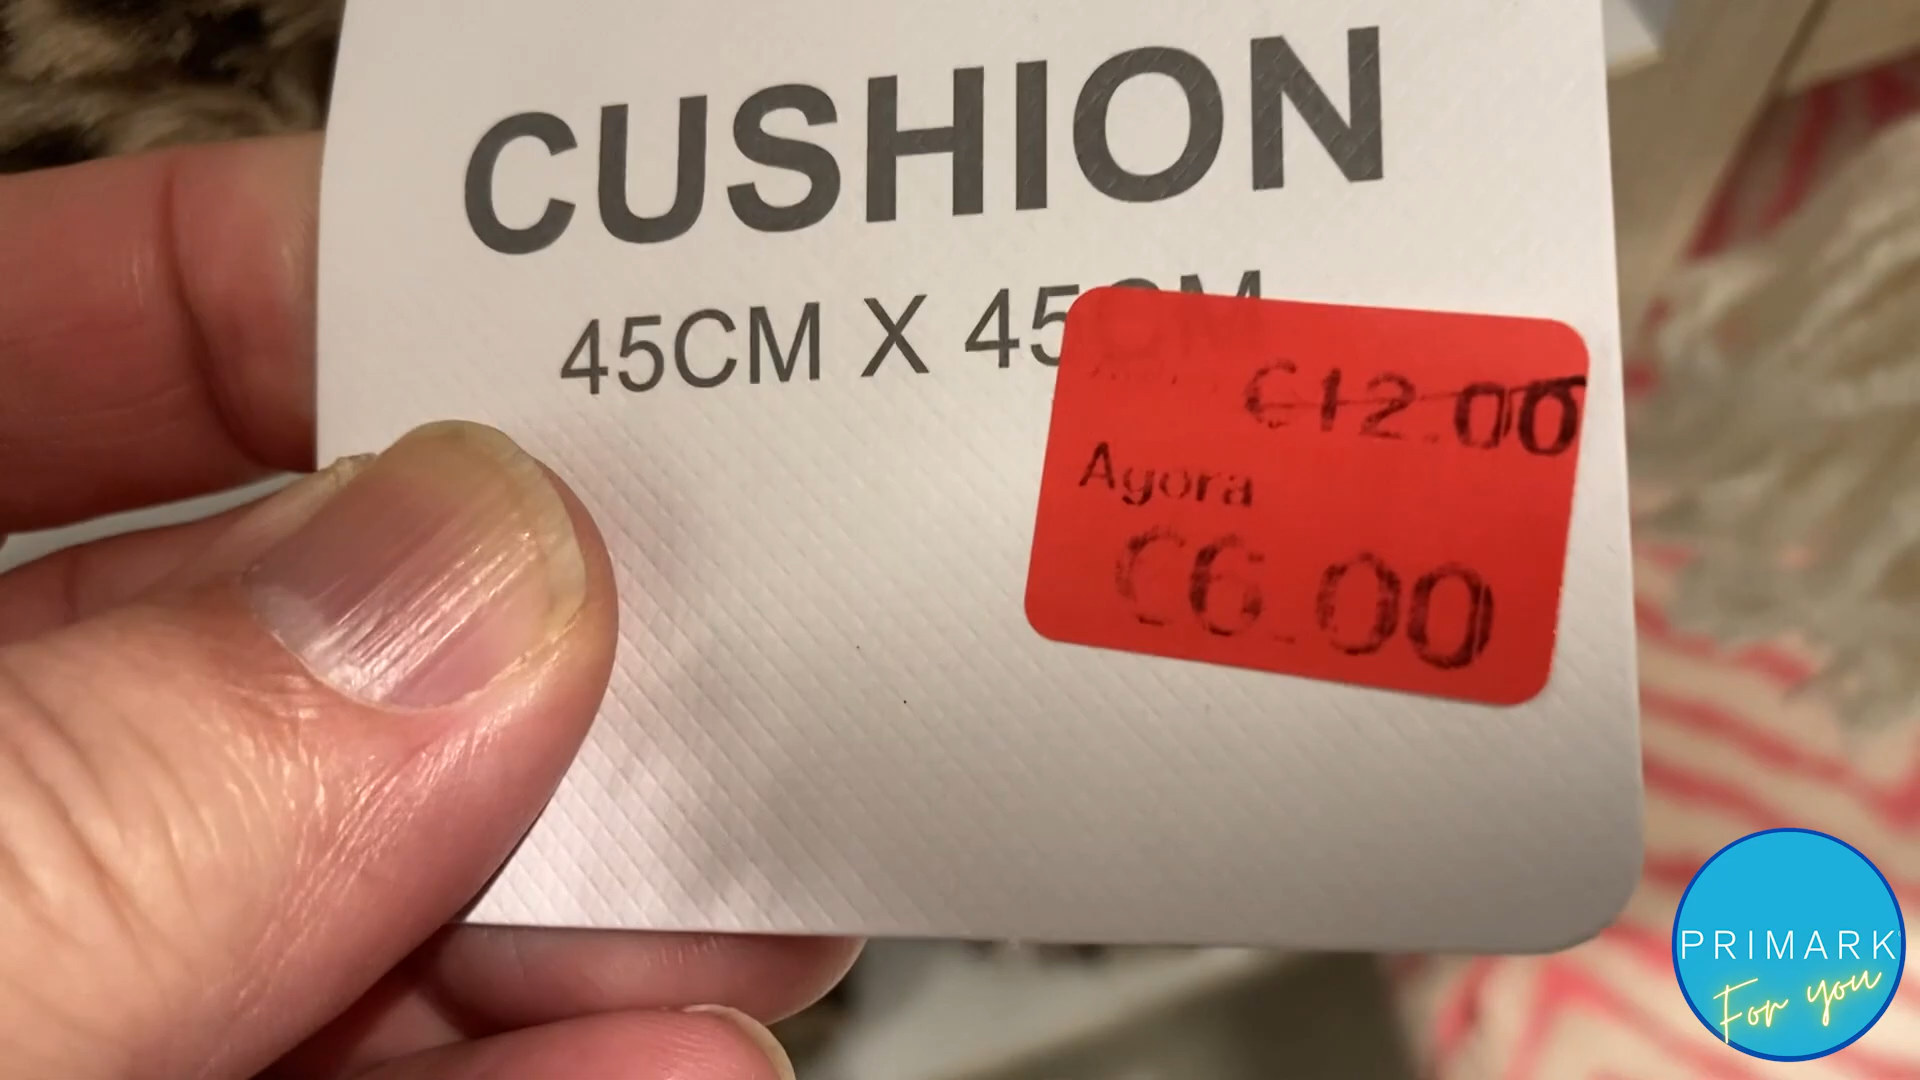 CUSHION
45CM X 45CM
€12.00
Agora
€6.00
PRIMARK
For you